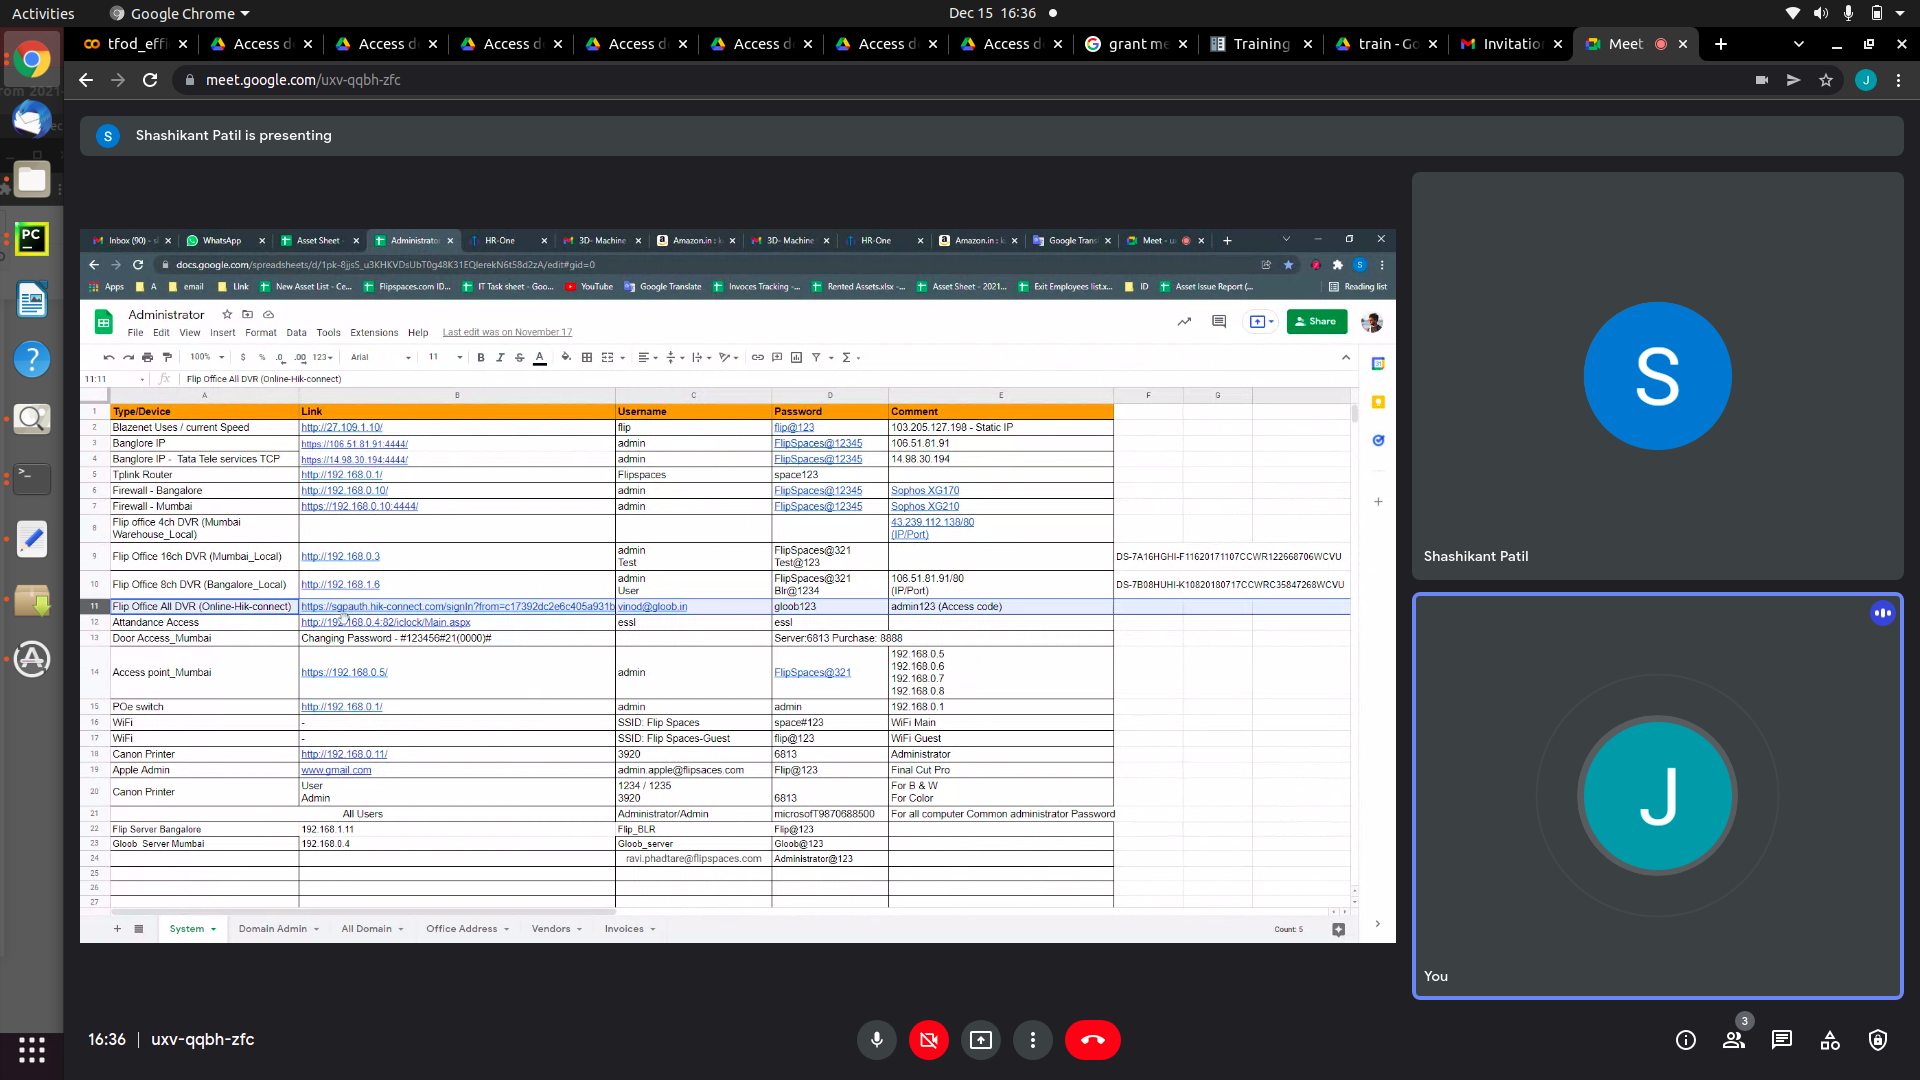 Activities
Google Chrome
Dec 15 16:36
tfod_effi
Access d
Access d
Access d
Access d
Access d
Access d
Access d
grant me
Training
train - Go
Invitatio
Meet
meet.google.com/uxv-qqbh-zfc
J
S
Shashikant Patil is presenting
Inbox (90) - s
WhatsApp
Asset Sheet
Administrato
HR-One
3D- Machine
Amazon.in : k
3D- Machine
HR-One
Amazon.in : k
Google Tran
Meet - u
docs.google.com/spreadsheets/d/1pk-8jjsS_u3KHKVDsUbT0g48K31EQIerekN6t58d2zA/edit#gid=0
Apps
A
email
LInk
New Asset List - Ce...
Flipspaces.com ID...
IT Task sheet - Goo...
YouTube
Google Translate
Invoces Tracking -...
Rented Assets.xlsx -...
Asset Sheet - 2021...
Exit Employees list.x...
ID
Asset Issue Report (...
Reading list
Administrator
File Edit View Insert Format Data Tools Extensions Help Last edit was on November 17
Share
100% $ % .0 .00 123 Arial 11 B I S A
11:11 fx Flip Office All DVR (Online-Hik-connect)
A B C D E F G
1 Type/Device Link Username Password Comment
2 Blazenet Uses / current Speed http://27.109.1.10/ flip flip@123 103.205.127.198 - Static IP
3 Banglore IP https://106.51.81.91:4444/ admin FlipSpaces@12345 106.51.81.91
4 Banglore IP - Tata Tele services TCP https://14.98.30.194:4444/ admin FlipSpaces@12345 14.98.30.194
5 Tplink Router http://192.168.0.1/ Flipspaces space123
6 Firewall - Bangalore http://192.168.0.10/ admin FlipSpaces@12345 Sophos XG170
7 Firewall - Mumbai https://192.168.0.10:4444/ admin FlipSpaces@12345 Sophos XG210
8 Flip office 4ch DVR (Mumbai 43.239.112.138/80
Warehouse_Local) (IP/Port)
9 Flip Office 16ch DVR (Mumbai_Local) http://192.168.0.3 admin FlipSpaces@321 DS-7A16HGHI-F11620171107CCWR122668706WCVU
Test Test@123
10 Flip Office 8ch DVR (Bangalore_Local) http://192.168.1.6 admin FlipSpaces@321 106.51.81.91/80 DS-7B08HUHI-K10820180717CCWRC35847268WCVU
User Blr@1234 (IP/Port)
11 Flip Office All DVR (Online-Hik-connect) https://sgpauth.hik-connect.com/signIn?from=c17392dc2e6c405a931b vinod@gloob.in gloob123 admin123 (Access code)
12 Attandance Access http://192.168.0.4:82/iclock/Main.aspx essl essl
13 Door Access_Mumbai Changing Password - #123456#21(0000)# Server:6813 Purchase: 8888
14 Access point_Mumbai https://192.168.0.5/ admin FlipSpaces@321 192.168.0.5
192.168.0.6
192.168.0.7
192.168.0.8
15 POe switch http://192.168.0.1/ admin admin 192.168.0.1
16 WiFi - SSID: Flip Spaces space#123 WiFi Main
17 WiFi - SSID: Flip Spaces-Guest flip@123 WiFi Guest
18 Canon Printer http://192.168.0.11/ 3920 6813 Administrator
19 Apple Admin www.gmail.com admin.apple@flipsaces.com Flip@123 Final Cut Pro
20 Canon Printer User 1234 / 1235 For B & W
Admin 3920 6813 For Color
21 All Users Administrator/Admin microsofT9870688500 For all computer Common administrator Password
22 Flip Server Bangalore 192.168.1.11 Flip_BLR Flip@123
23 Gloob Server Mumbai 192.168.0.4 Gloob_server Gloob@123
24 ravi.phadtare@flipspaces.com Administrator@123
25
26
27
System
Domain Admin
All Domain
Office Address
Vendors
Invoices
Count: 5
S
Shashikant Patil
J
You
16:36 | uxv-qqbh-zfc
3